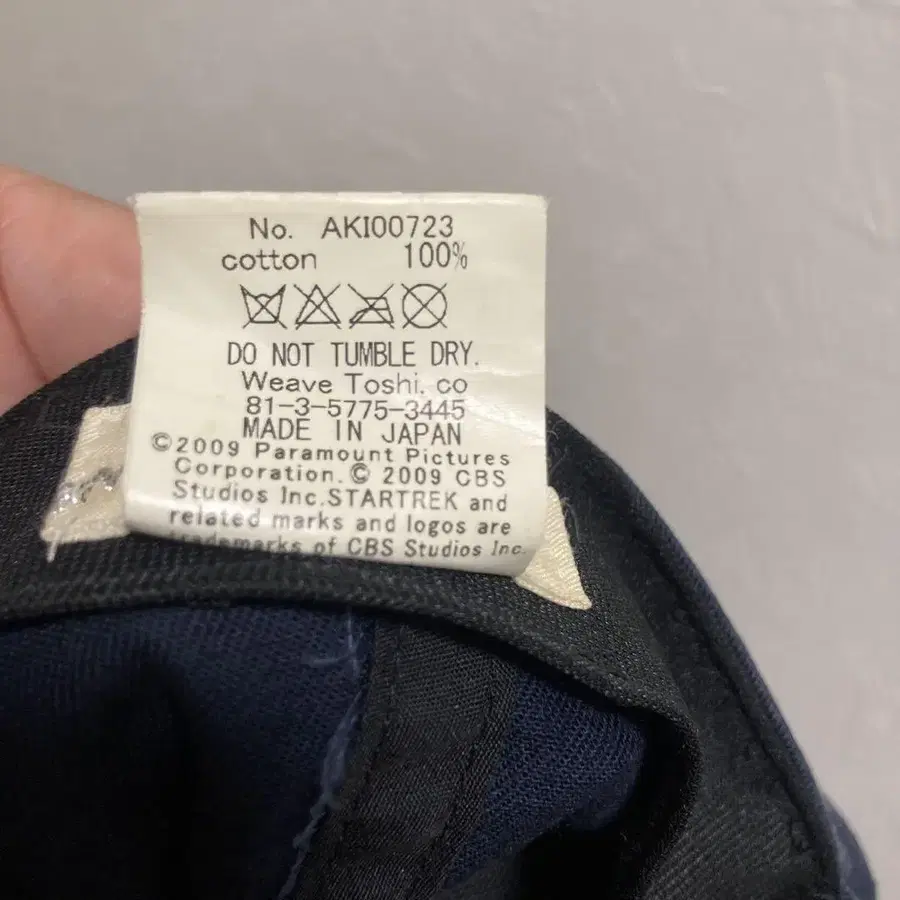 No. AKI00723
cotton 100%
DO NOT TUMBLE DRY.
Weave Toshi. co
81-3-5775-3445
MADE IN JAPAN
©2009 Paramount Pictures
Corporation.© 2009 CBS
Studios Inc.STARTREK and
related marks and logos are
trademarks of CBS Studios Inc.